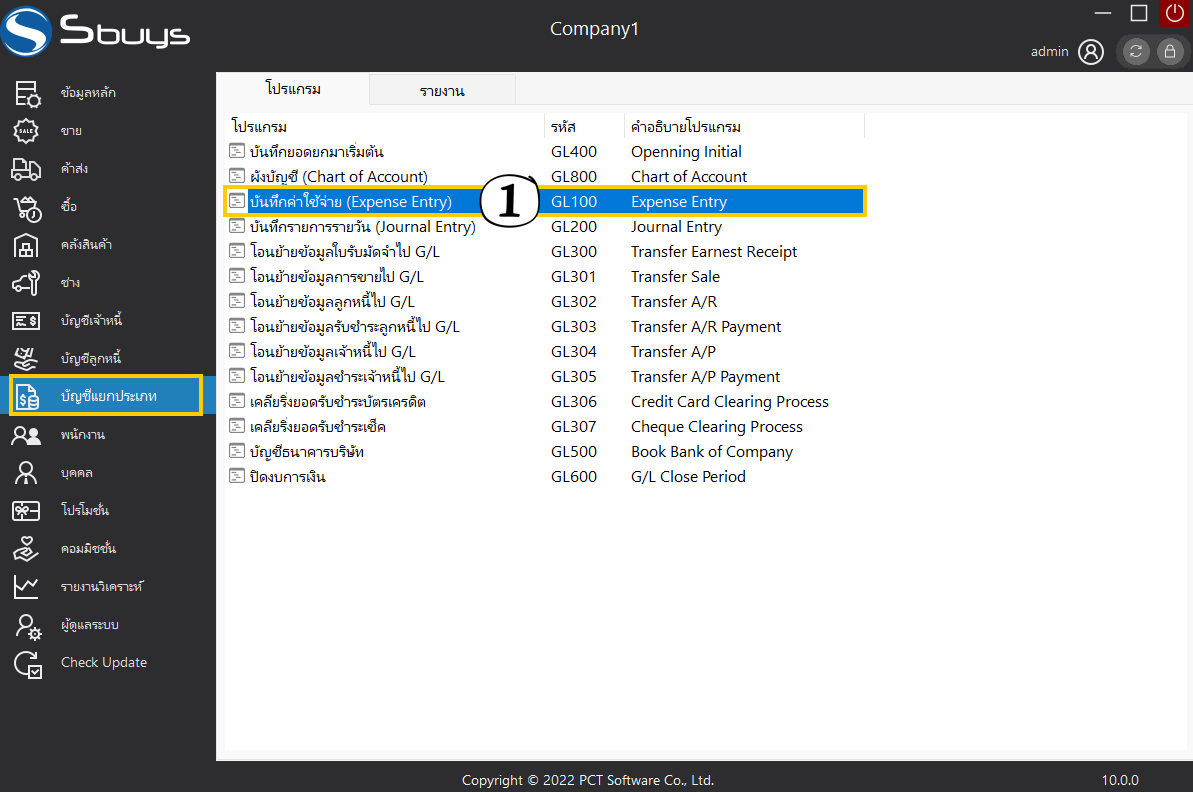 Sbuys
Company1
admin
ข้อมูลหลัก
ขาย
ค้าส่ง
ซื้อ
คลังสินค้า
ช่าง
บัญชีเจ้าหนี้
บัญชีลูกหนี้
บัญชีแยกประเภท
พนักงาน
บุคคล
โปรโมชั่น
คอมมิชชั่น
รายงานวิเคราะห์
ผู้ดูแลระบบ
Check Update
โปรแกรม รายงาน
โปรแกรม รหัส คำอธิบายโปรแกรม
บันทึกยอดยกมาเริ่มต้น GL400 Openning Initial
ผังบัญชี (Chart of Account) GL800 Chart of Account
บันทึกค่าใช้จ่าย (Expense Entry) 1 GL100 Expense Entry
บันทึกรายการรายวัน (Journal Entry) GL200 Journal Entry
โอนย้ายข้อมูลใบรับมัดจำไป G/L GL300 Transfer Earnest Receipt
โอนย้ายข้อมูลการขายไป G/L GL301 Transfer Sale
โอนย้ายข้อมูลลูกหนี้ไป G/L GL302 Transfer A/R
โอนย้ายข้อมูลรับชำระลูกหนี้ไป G/L GL303 Transfer A/R Payment
โอนย้ายข้อมูลเจ้าหนี้ไป G/L GL304 Transfer A/P
โอนย้ายข้อมูลชำระเจ้าหนี้ไป G/L GL305 Transfer A/P Payment
เคลียริ่งยอดรับชำระบัตรเครดิต GL306 Credit Card Clearing Process
เคลียริ่งยอดรับชำระเช็ค GL307 Cheque Clearing Process
บัญชีธนาคารบริษัท GL500 Book Bank of Company
ปิดงบการเงิน GL600 G/L Close Period
Copyright © 2022 PCT Software Co., Ltd. 10.0.0